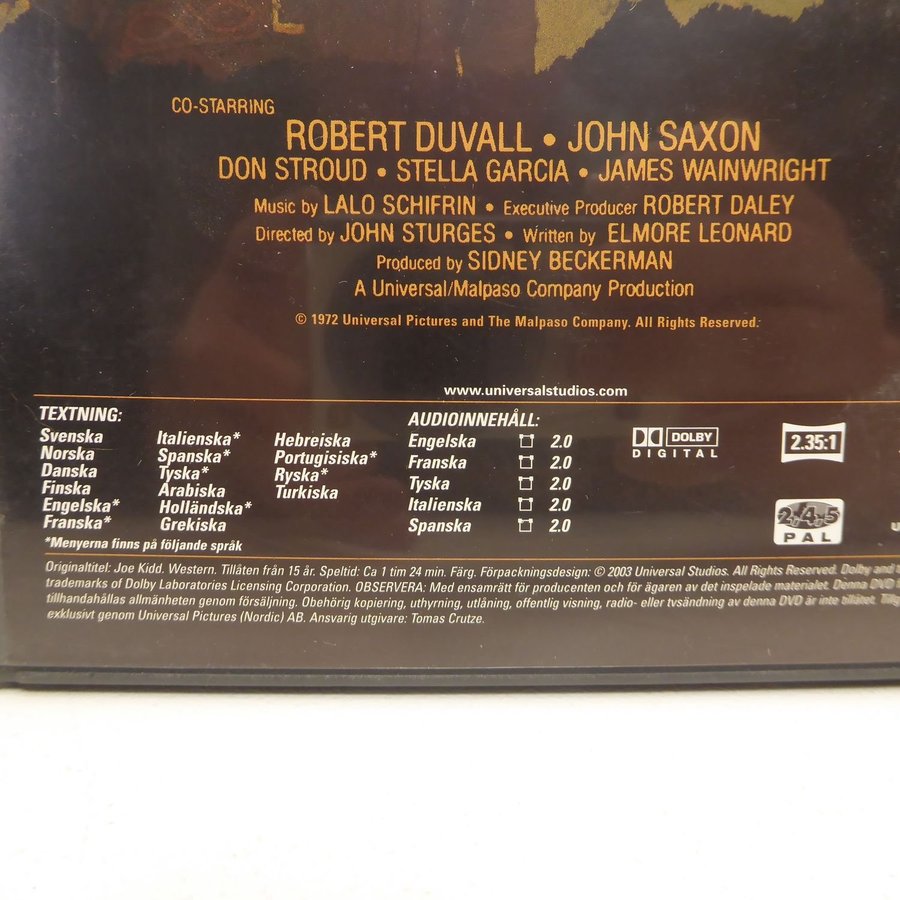 CO-STARRING
ROBERT DUVALL • JOHN SAXON
DON STROUD • STELLA GARCIA • JAMES WAINWRIGHT
Music by LALO SCHIFRIN • Executive Producer ROBERT DALEY
Directed by JOHN STURGES • Written by ELMORE LEONARD
Produced by SIDNEY BECKERMAN
A Universal/Malpaso Company Production
© 1972 Universal Pictures and The Malpaso Company. All Rights Reserved.
www.universalstudios.com
TEXTNING:
Svenska
Norska
Danska
Finska
Engelska*
Franska*
Italienska*
Spanska*
Tyska*
Arabiska
Holländska*
Grekiska
Hebreiska
Portugisiska*
Ryska*
Turkiska
*Menyerna finns på följande språk
AUDIOINNEHÅLL:
Engelska 2.0
Franska 2.0
Tyska 2.0
Italienska 2.0
Spanska 2.0
DOLBY
DIGITAL
2.35:1
2,4,5
PAL
Originaltitel: Joe Kidd. Western. Tillåten från 15 år. Speltid: Ca 1 tim 24 min. Färg. Förpackningsdesign: © 2003 Universal Studios. All Rights Reserved. Dolby and
trademarks of Dolby Laboratories Licensing Corporation. OBSERVERA: Med ensamrätt för producenten och för ägaren av det inspelade materialet. Denna DVD
tillhandahållas allmänheten genom försäljning. Obehörig kopiering, uthyrning, utlåning, offentlig visning, radio- eller tvsändning av denna DVD är inte tillåtet.
exklusivt genom Universal Pictures (Nordic) AB. Ansvarig utgivare: Tomas Crutze.